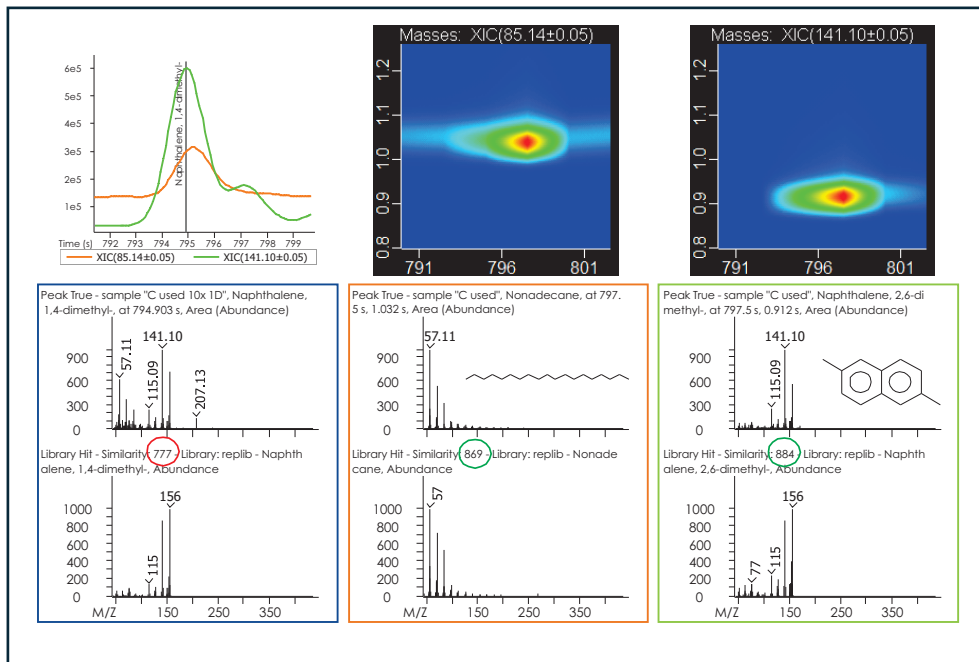 6e5
5e5
4e5
3e5
2e5
1e5
Naphthalene, 1,4-dimethyl-
Time (s) 792 793 794 795 796 797 798 799
XIC(85.14±0.05) XIC(141.10±0.05)
Masses: XIC(85.14±0.05)
1.2
1.1
1.0
0.9
0.8
791 796 801
Masses: XIC(141.10±0.05)
1.2
1.1
1.0
0.9
0.8
791 796 801
Peak True - sample "C used 10x 1D", Naphthalene,
1,4-dimethyl-, at 794.903 s, Area (Abundance)
141.10
57.11
115.09
207.13
900
600
300
0
Library Hit - Similarity: 777 - Library: replib - Naphth
alene, 1,4-dimethyl-, Abundance
156
115
1000
800
600
400
200
0
M/Z 150 250 350
Peak True - sample "C used", Nonadecane, at 797.
5 s, 1.032 s, Area (Abundance)
57.11
900
600
300
0
Library Hit - Similarity: 869 - Library: replib - Nonade
cane, Abundance
57
1000
800
600
400
200
0
M/Z 150 250 350
Peak True - sample "C used", Naphthalene, 2,6-di
methyl-, at 797.5 s, 0.912 s, Area (Abundance)
141.10
115.09
900
600
300
0
Library Hit - Similarity: 884 - Library: replib - Naphth
alene, 2,6-dimethyl-, Abundance
156
115
77
1000
800
600
400
200
0
M/Z 150 250 350